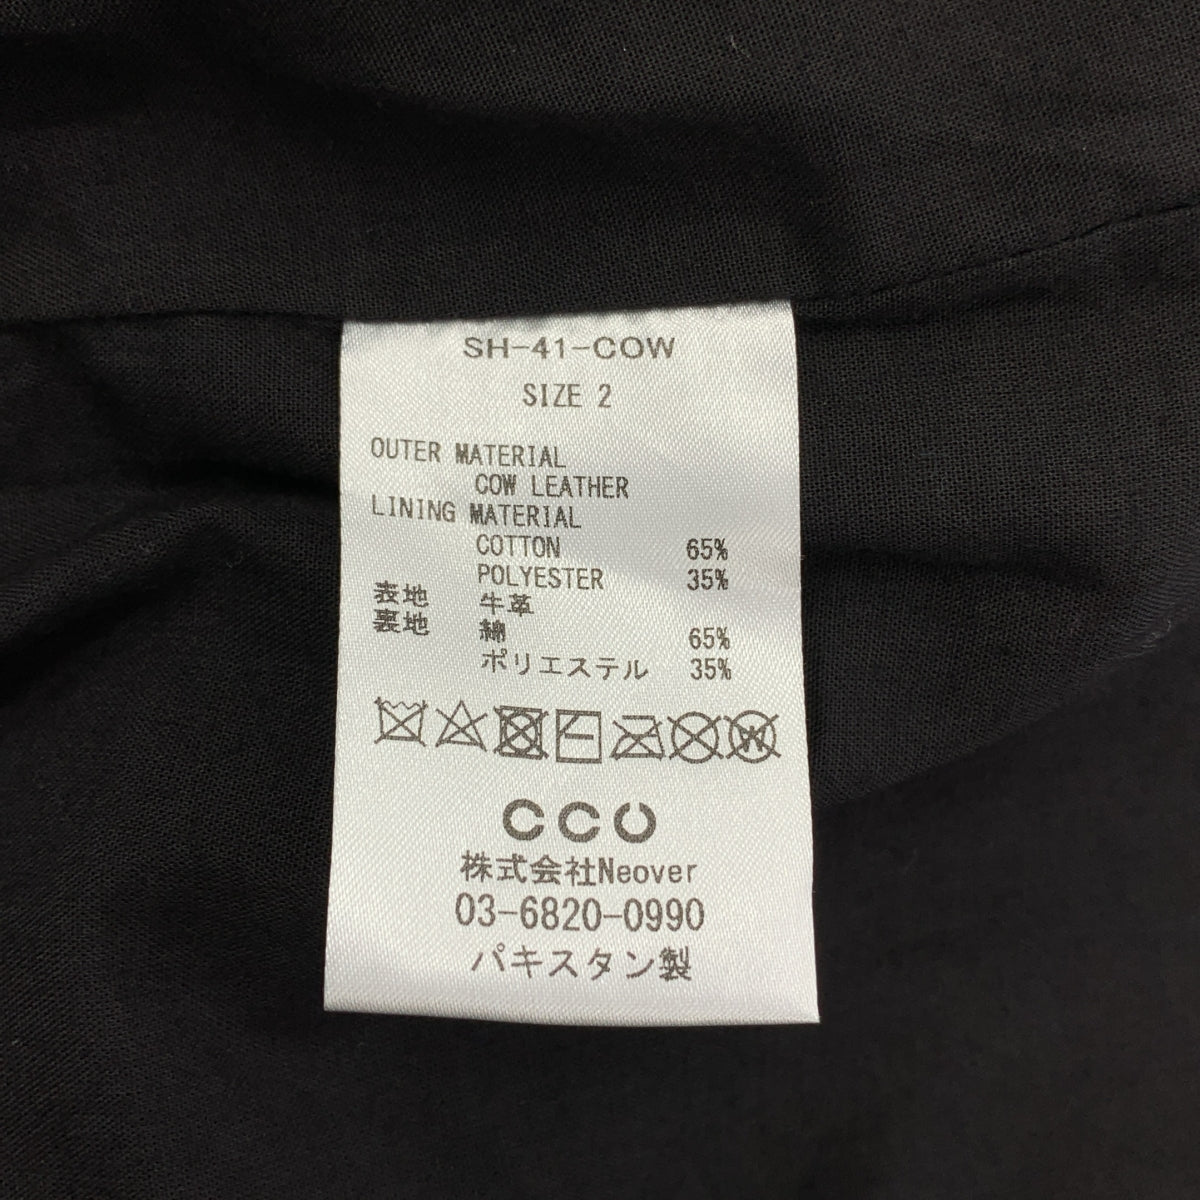 SH-41-COW
SIZE 2
OUTER MATERIAL
COW LEATHER
LINING MATERIAL
COTTON 65%
POLYESTER 35%
表地 牛革
裏地 綿 65%
ポリエステル 35%
CCU
株式会社Neover
03-6820-0990
パキスタン製